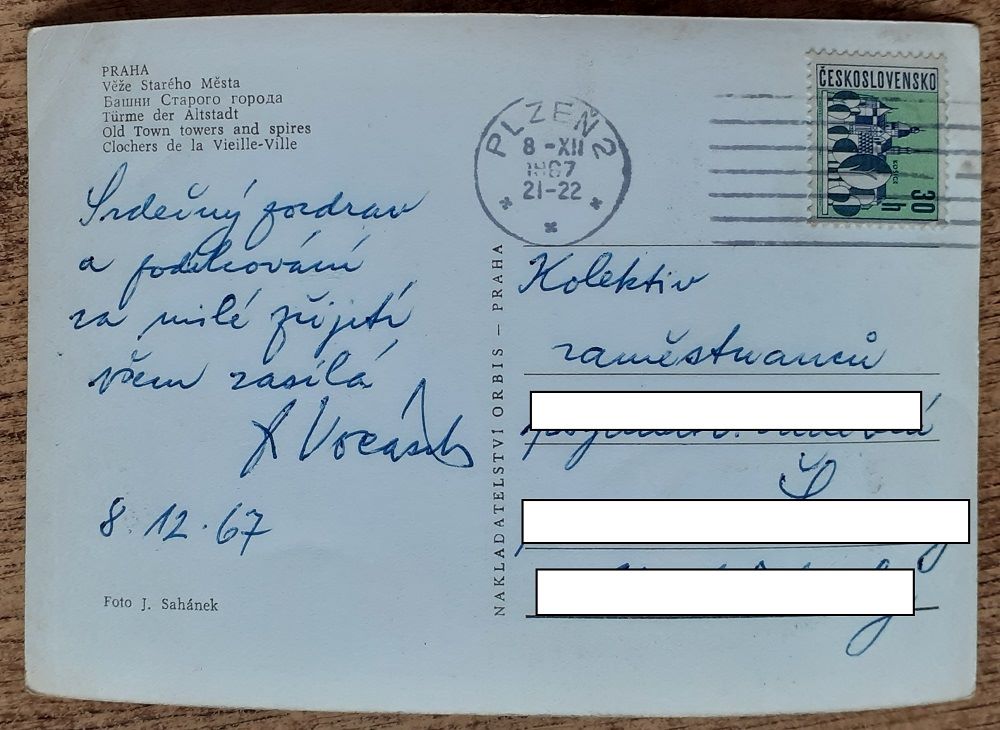 PRAHA
Věže Starého Města
Башни Старого города
Türme der Altstadt
Old Town towers and spires
Clochers de la Vieille-Ville
Srdečný pozdrav
a poděkování
za milé přijetí
všem zasílá
8. 12. 67
Foto J. Sahánek
NAKLADATELSTVÍ ORBIS – PRAHA
PLZEŇ 2
8 -XII
1967
21-22
ČESKOSLOVENSKO
KOŠICE
30 h
Kolektiv
zaměstnanců